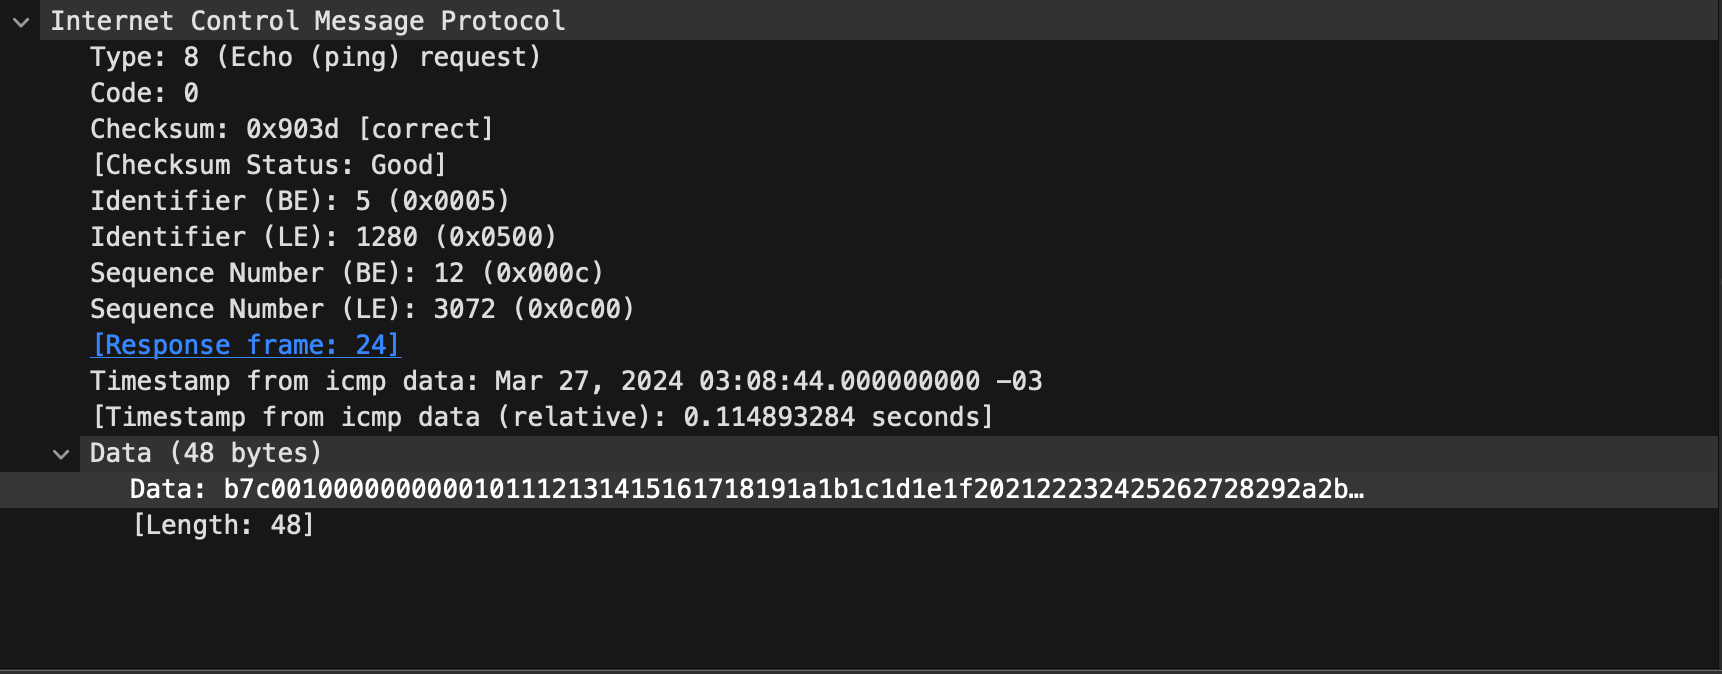 Internet Control Message Protocol
Type: 8 (Echo (ping) request)
Code: 0
Checksum: 0x903d [correct]
[Checksum Status: Good]
Identifier (BE): 5 (0x0005)
Identifier (LE): 1280 (0x0500)
Sequence Number (BE): 12 (0x000c)
Sequence Number (LE): 3072 (0x0c00)
[Response frame: 24]
Timestamp from icmp data: Mar 27, 2024 03:08:44.000000000 -03
[Timestamp from icmp data (relative): 0.114893284 seconds]
Data (48 bytes)
Data: b7c0010000000000101112131415161718191a1b1c1d1e1f202122232425262728292a2b…
[Length: 48]